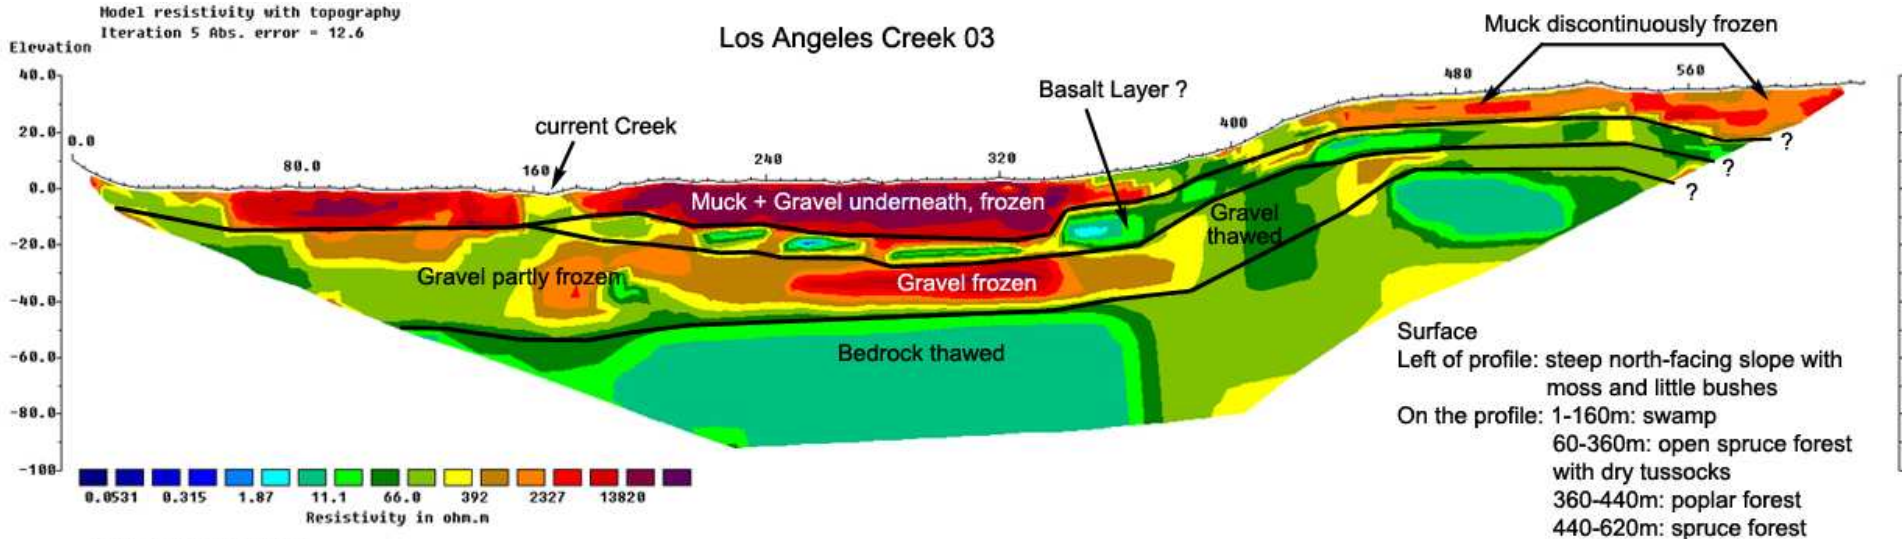 Model resistivity with topography
Iteration 5 Abs. error = 12.6
Elevation
Los Angeles Creek 03
Muck discontinuously frozen
40.0
480
560
Basalt Layer ?
current Creek
400
20.0
0.0
80.0
160
240
320
?
?
?
0.0
Muck + Gravel underneath, frozen
Gravel
thawed
-20.0
Gravel partly frozen
Gravel frozen
-40.0
Bedrock thawed
-60.0
-80.0
-100
Surface
Left of profile: steep north-facing slope with
moss and little bushes
On the profile: 1-160m: swamp
60-360m: open spruce forest
with dry tussocks
360-440m: poplar forest
440-620m: spruce forest
0.0531 0.315 1.87 11.1 66.0 392 2327 13820
Resistivity in ohm.m